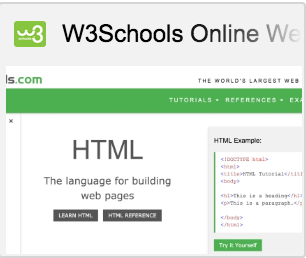 w3 W3Schools Online We
ls.com
THE WORLD'S LARGEST WEB
TUTORIALS REFERENCES EXA
×
HTML
The language for building
web pages
LEARN HTML HTML REFERENCE
HTML Example:
<!DOCTYPE html>
<html>
<title>HTML Tutorial</titl
<body>
<h1>This is a heading</h1
<p>This is a paragraph.</
</body>
</html>
Try it Yourself